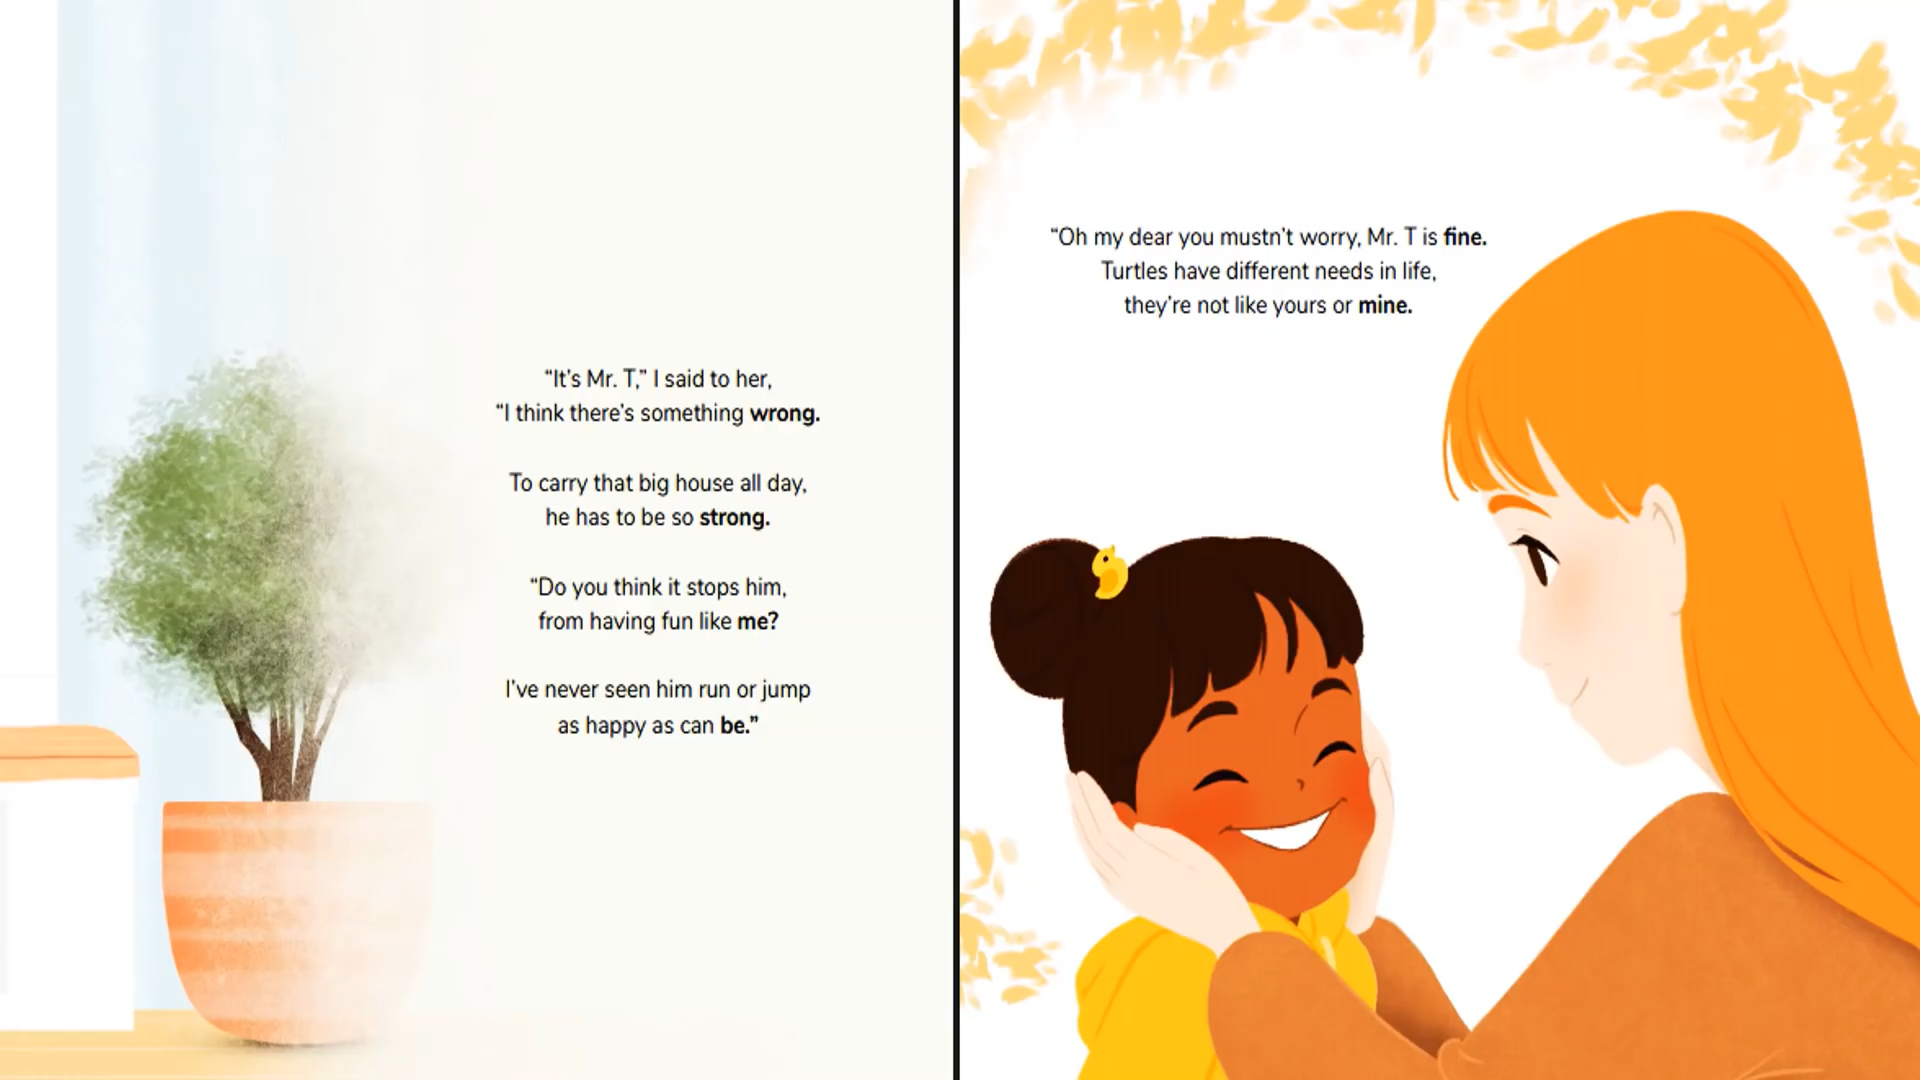 “It’s Mr. T,” I said to her,
“I think there’s something wrong.
To carry that big house all day,
he has to be so strong.
“Do you think it stops him,
from having fun like me?
I’ve never seen him run or jump
as happy as can be.”
“Oh my dear you mustn’t worry, Mr. T is fine.
Turtles have different needs in life,
they’re not like yours or mine.